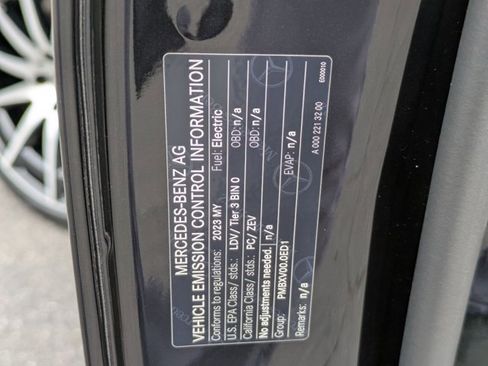 MERCEDES-BENZ AG
VEHICLE EMISSION CONTROL INFORMATION
Conforms to regulations: 2023 MY Fuel: Electric
U.S. EPA Class/ stds.: LDV/ Tier 3 BIN 0 OBD: n/a
California Class/ stds.: PC/ ZEV OBD: n/a
No adjustments needed. n/a
Group: PMBXV00.0ED1 EVAP: n/a
Remarks: n/a A 000 221 32 00
E000010